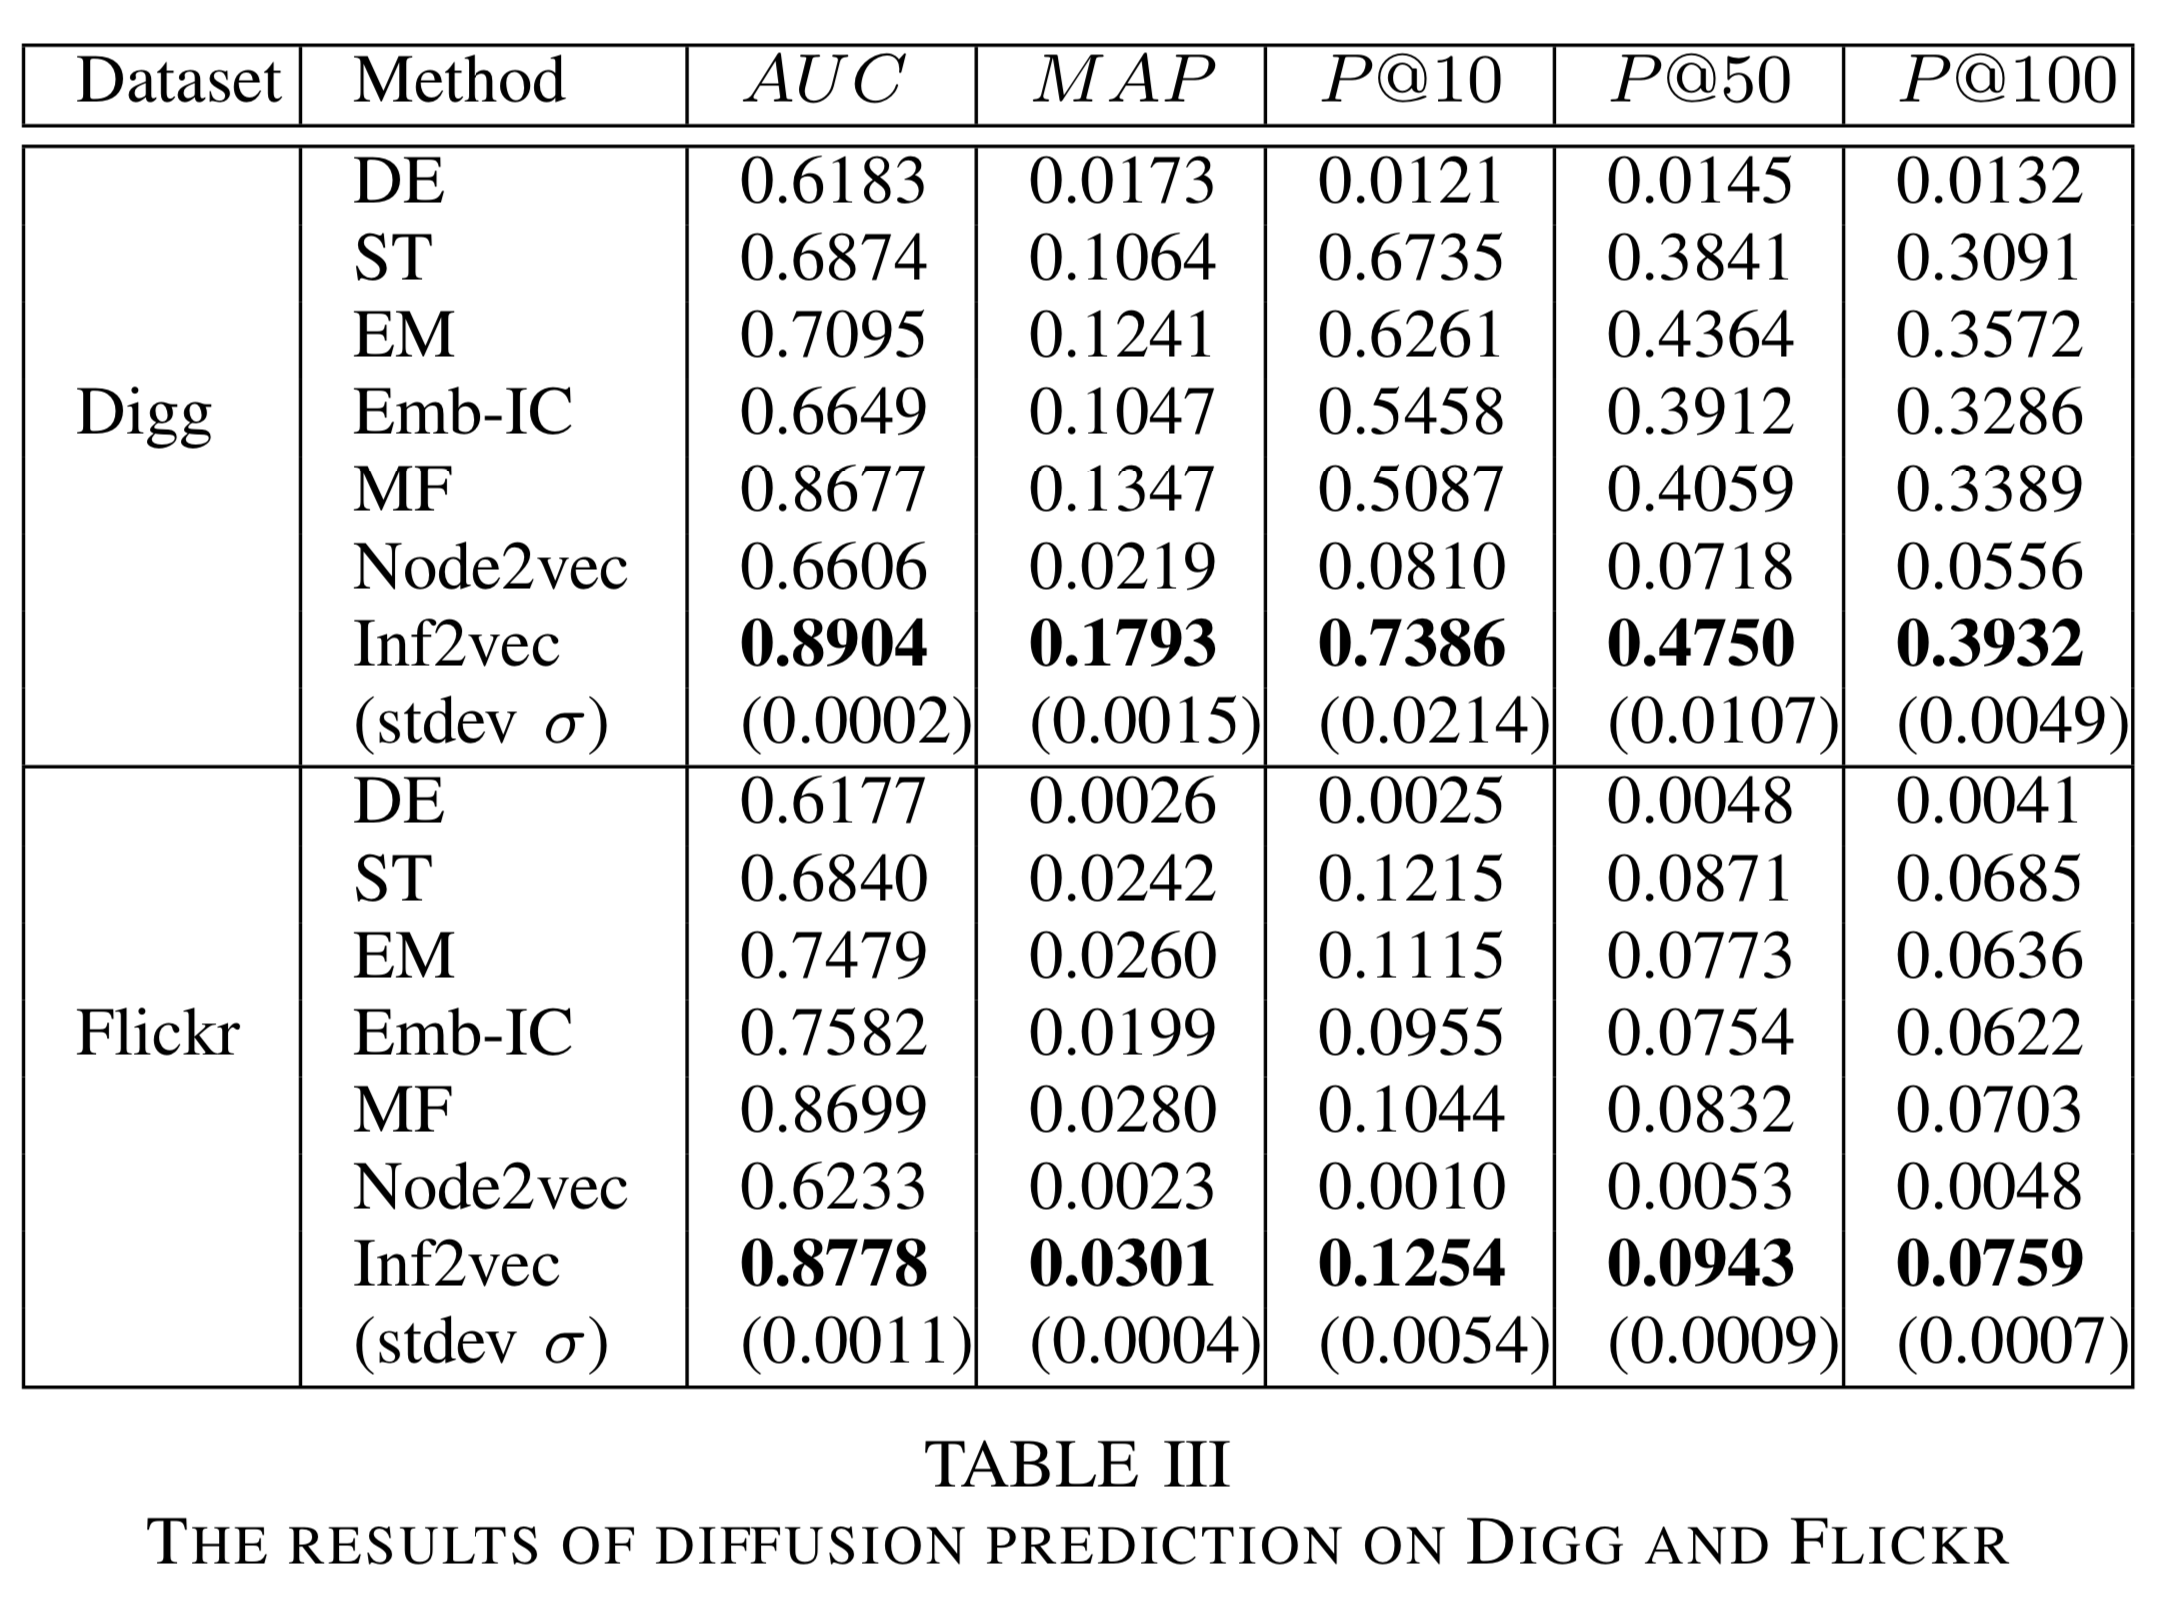 Dataset Method AUC MAP P@10 P@50 P@100
DE 0.6183 0.0173 0.0121 0.0145 0.0132
ST 0.6874 0.1064 0.6735 0.3841 0.3091
EM 0.7095 0.1241 0.6261 0.4364 0.3572
Digg Emb-IC 0.6649 0.1047 0.5458 0.3912 0.3286
MF 0.8677 0.1347 0.5087 0.4059 0.3389
Node2vec 0.6606 0.0219 0.0810 0.0718 0.0556
Inf2vec 0.8904 0.1793 0.7386 0.4750 0.3932
(stdev σ) (0.0002) (0.0015) (0.0214) (0.0107) (0.0049)
DE 0.6177 0.0026 0.0025 0.0048 0.0041
ST 0.6840 0.0242 0.1215 0.0871 0.0685
EM 0.7479 0.0260 0.1115 0.0773 0.0636
Flickr Emb-IC 0.7582 0.0199 0.0955 0.0754 0.0622
MF 0.8699 0.0280 0.1044 0.0832 0.0703
Node2vec 0.6233 0.0023 0.0010 0.0053 0.0048
Inf2vec 0.8778 0.0301 0.1254 0.0943 0.0759
(stdev σ) (0.0011) (0.0004) (0.0054) (0.0009) (0.0007)
TABLE III
THE RESULTS OF DIFFUSION PREDICTION ON DIGG AND FLICKR